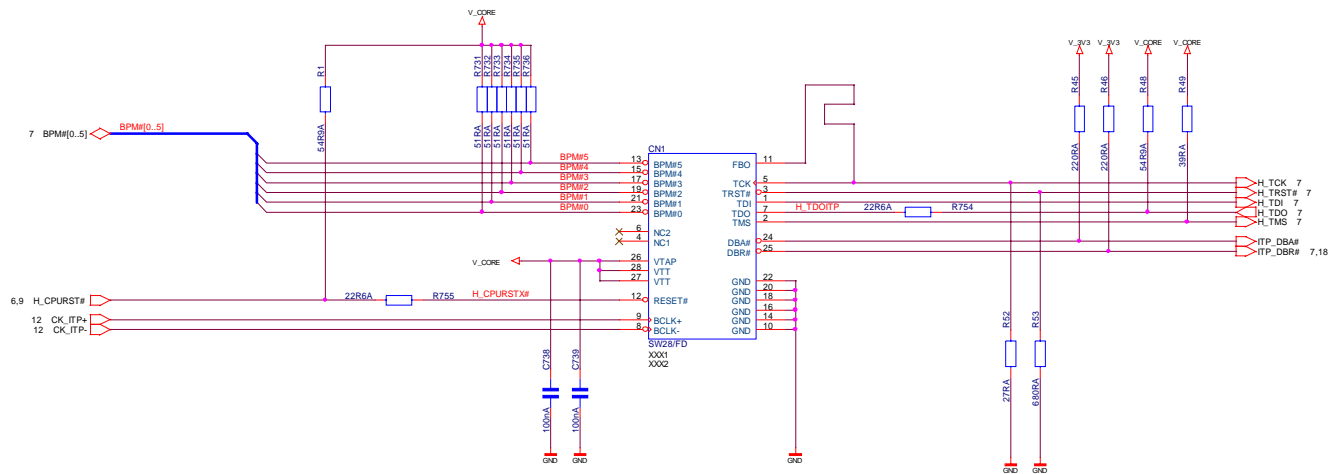 V_CORE
V_3V3 V_3V3 V_CORE V_CORE
R1 R731 R732 R733 R734 R735 R736
R45 R46 R48 R49
54R9A 51RA 51RA 51RA 51RA 51RA 51RA
220RA 220RA 54R9A 39RA
7 BPM#[0..5] BPM#[0..5]
CN1
BPM#5 13 BPM#5 FBO 11
BPM#4 15 BPM#4 TCK 5 H_TCK 7
BPM#3 17 BPM#3 TRST# 3 H_TRST# 7
BPM#2 19 BPM#2 TDI 1 H_TDI 7
BPM#1 21 BPM#1 TDO 7 H_TDOITP 22R6A R754 H_TDO 7
BPM#0 23 BPM#0 TMS 2 H_TMS 7
6 NC2 DBA# 24 ITP_DBA#
4 NC1 DBR# 25 ITP_DBR# 7,18
V_CORE 26 VTAP
28 VTT GND 22
27 VTT GND 20
GND 18
6,9 H_CPURST# 22R6A R755 H_CPURSTX# 12 RESET# GND 16
12 CK_ITP+ 9 BCLK+ GND 14
12 CK_ITP- 8 BCLK- GND 10
SW28/FD
XXX1
XXX2
C738 C739
100nA 100nA
R52 R53
27RA 680RA
GND GND GND GND GND